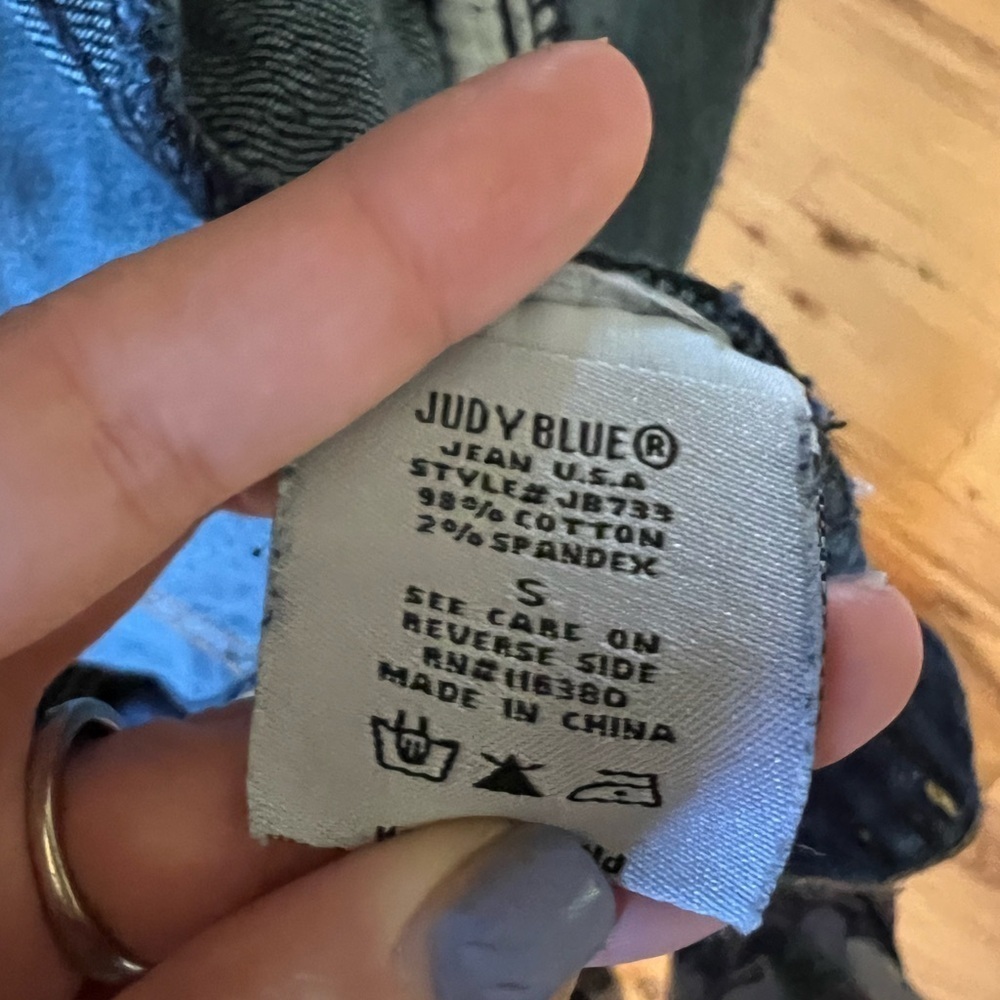 JUDY BLUE®
JEAN U.S.A
STYLE# JB733
98% COTTON
2% SPANDEX
S
SEE CARE ON
REVERSE SIDE
RN# 116380
MADE IN CHINA